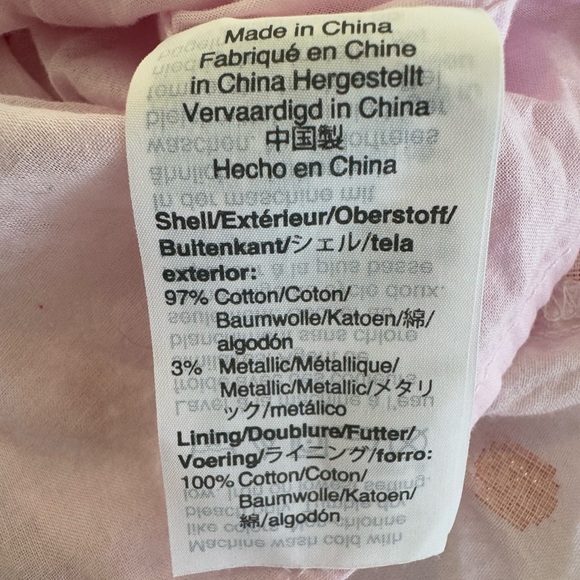 Made in China
Fabriqué en Chine
in China Hergestellt
Vervaardigd in China
中国製
Hecho en China
Shell/Extérieur/Oberstoff/
Buitenkant/シェル/tela
exterior:
97% Cotton/Coton/
Baumwolle/Katoen/綿/
algodón
3% Metallic/Métallique/
Metallic/Metallic/メタリ
ック/metálico
Lining/Doublure/Futter/
Voering/ライニング/forro:
100% Cotton/Coton/
Baumwolle/Katoen/
綿/algodón